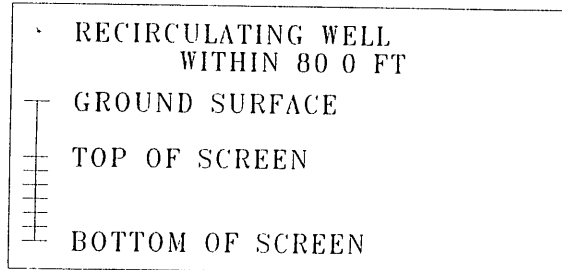 RECIRCULATING WELL
WITHIN 80 0 FT
GROUND SURFACE
TOP OF SCREEN
BOTTOM OF SCREEN